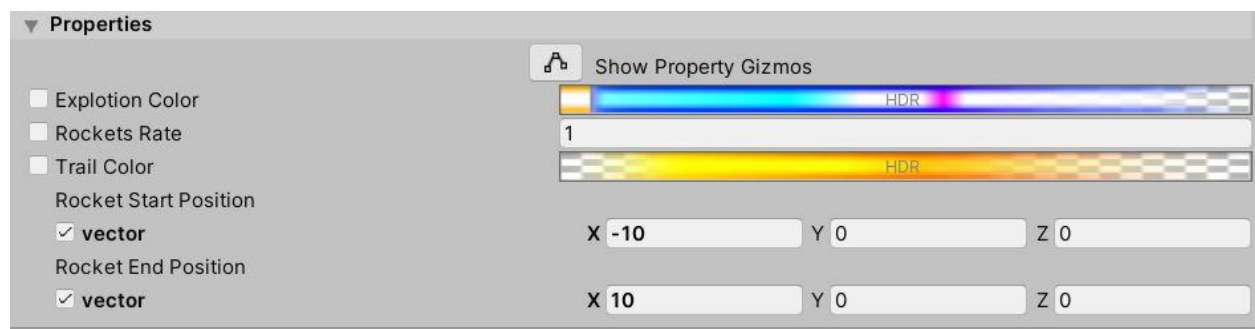 Properties
Show Property Gizmos
Explotion Color HDR
Rockets Rate 1
Trail Color HDR
Rocket Start Position
vector X -10 Y 0 Z 0
Rocket End Position
vector X 10 Y 0 Z 0